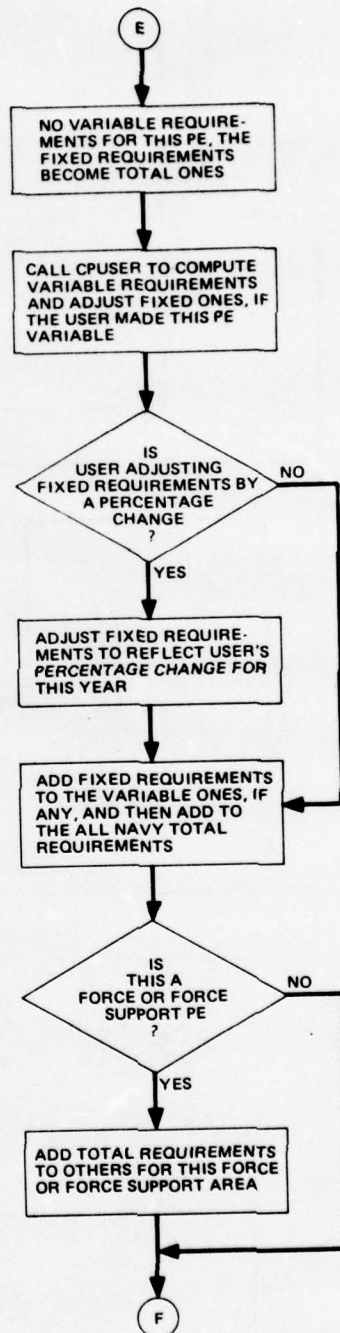 E
NO VARIABLE REQUIRE-
MENTS FOR THIS PE, THE
FIXED REQUIREMENTS
BECOME TOTAL ONES
CALL CPUSER TO COMPUTE
VARIABLE REQUIREMENTS
AND ADJUST FIXED ONES, IF
THE USER MADE THIS PE
VARIABLE
IS
USER ADJUSTING
FIXED REQUIREMENTS BY
A PERCENTAGE
CHANGE
?
NO
YES
ADJUST FIXED REQUIRE-
MENTS TO REFLECT USER'S
PERCENTAGE CHANGE FOR
THIS YEAR
ADD FIXED REQUIREMENTS
TO THE VARIABLE ONES, IF
ANY, AND THEN ADD TO
THE ALL NAVY TOTAL
REQUIREMENTS
IS
THIS A
FORCE OR FORCE
SUPPORT PE
?
NO
YES
ADD TOTAL REQUIREMENTS
TO OTHERS FOR THIS FORCE
OR FORCE SUPPORT AREA
F